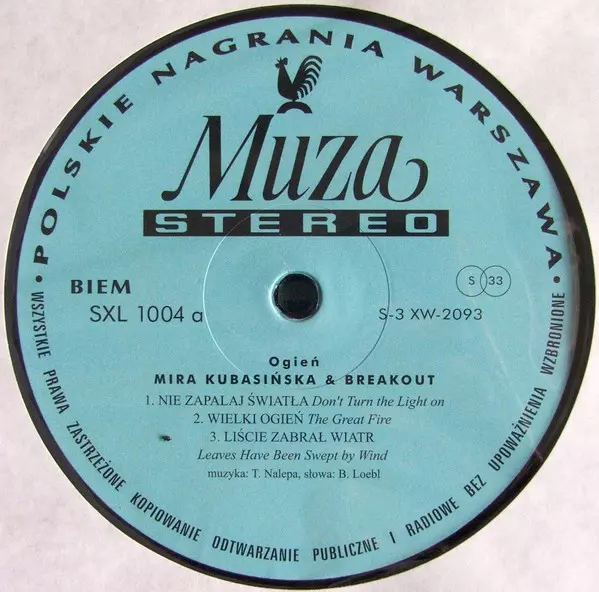 • POLSKIE NAGRANIA WARSZAWA •
Muza
STEREO
BIEM
SXL 1004 a
S 33
S-3 XW-2093
Ogień
MIRA KUBASIŃSKA & BREAKOUT
1. NIE ZAPALAJ ŚWIATŁA Don't Turn the Light on
2. WIELKI OGIEŃ The Great Fire
3. LIŚCIE ZABRAŁ WIATR
Leaves Have Been Swept by Wind
muzyka: T. Nalepa, słowa: B. Loebl
WSZYSTKIE PRAWA ZASTRZEŻONE KOPIOWANIE ODTWARZANIE PUBLICZNE I RADIOWE BEZ UPOWAŻNIENIA WZBRONIONE